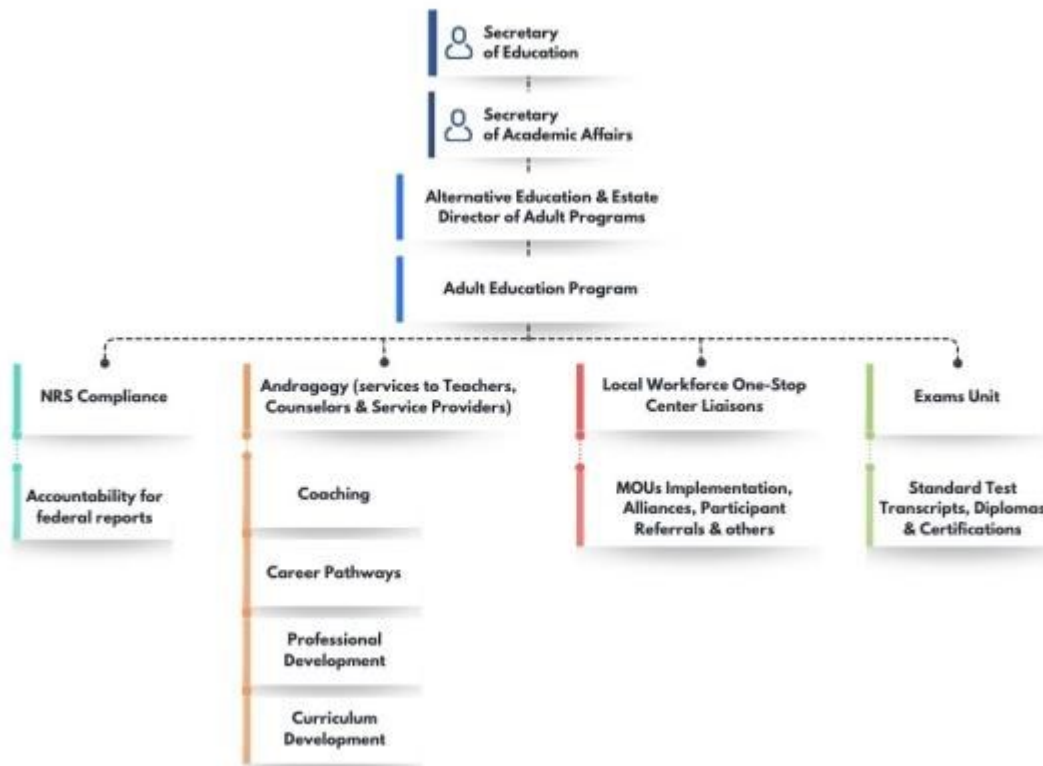 Secretary
of Education
Secretary
of Academic Affairs
Alternative Education & Estate
Director of Adult Programs
Adult Education Program
NRS Compliance
Accountability for
federal reports
Andragogy (services to Teachers,
Counselors & Service Providers)
Coaching
Career Pathways
Professional
Development
Curriculum
Development
Local Workforce One-Stop
Center Liaisons
MOUs Implementation,
Alliances, Participant
Referrals & others
Exams Unit
Standard Test
Transcripts, Diplomas
& Certifications